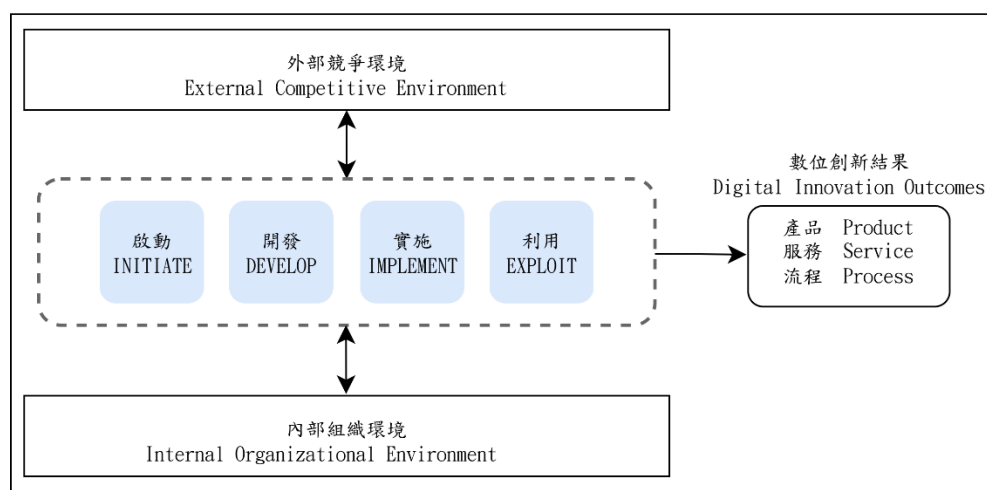 外部競爭環境
External Competitive Environment
啟動
INITIATE
開發
DEVELOP
實施
IMPLEMENT
利用
EXPLOIT
數位創新結果
Digital Innovation Outcomes
產品 Product
服務 Service
流程 Process
內部組織環境
Internal Organizational Environment